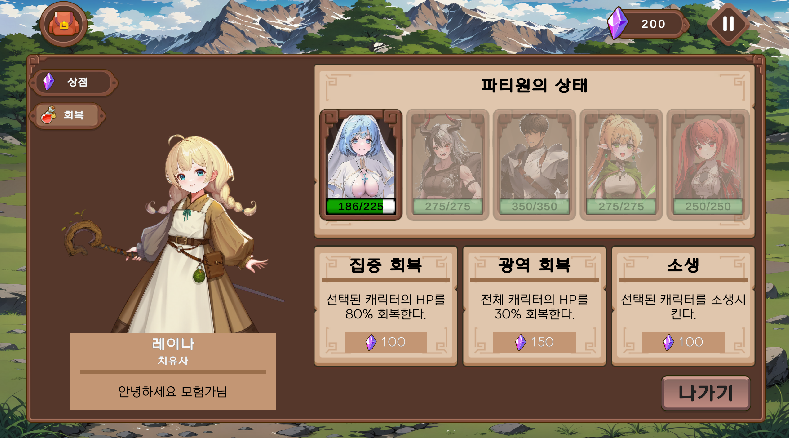 200
상점
회복
파티원의 상태
186/225
275/275
350/350
275/275
250/250
집중 회복
선택된 캐릭터의 HP를
80% 회복한다.
100
광역 회복
전체 캐릭터의 HP를
30% 회복한다.
150
소생
선택된 캐릭터를 소생시
킨다.
100
레이나
치유사
안녕하세요 모험가님
나가기